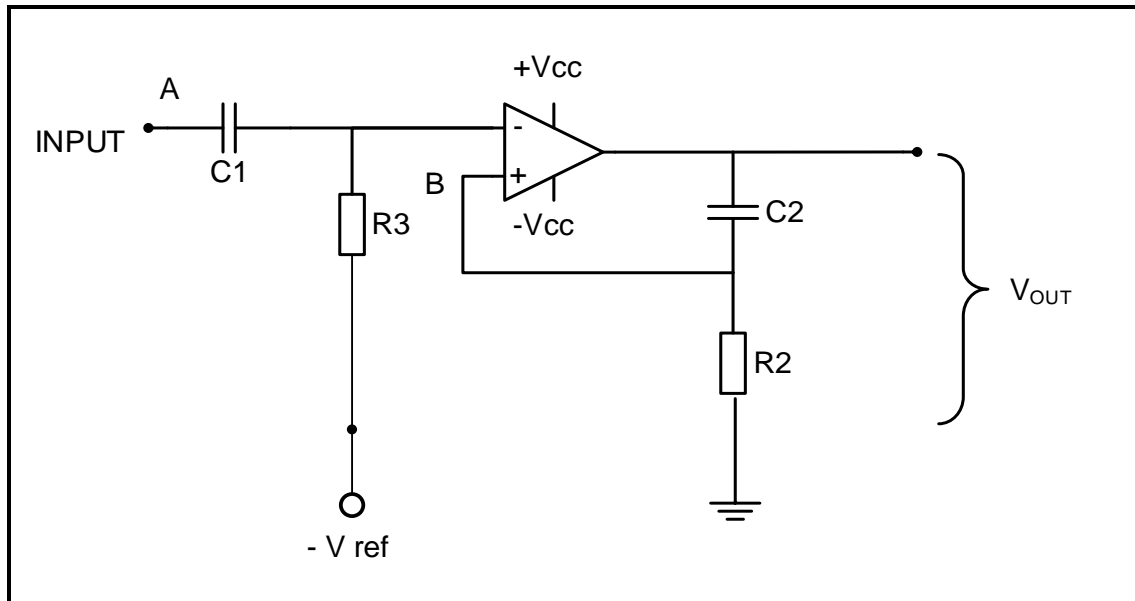 A
INPUT
C1
R3
- V ref
+Vcc
-
+
B
-Vcc
C2
R2
VOUT